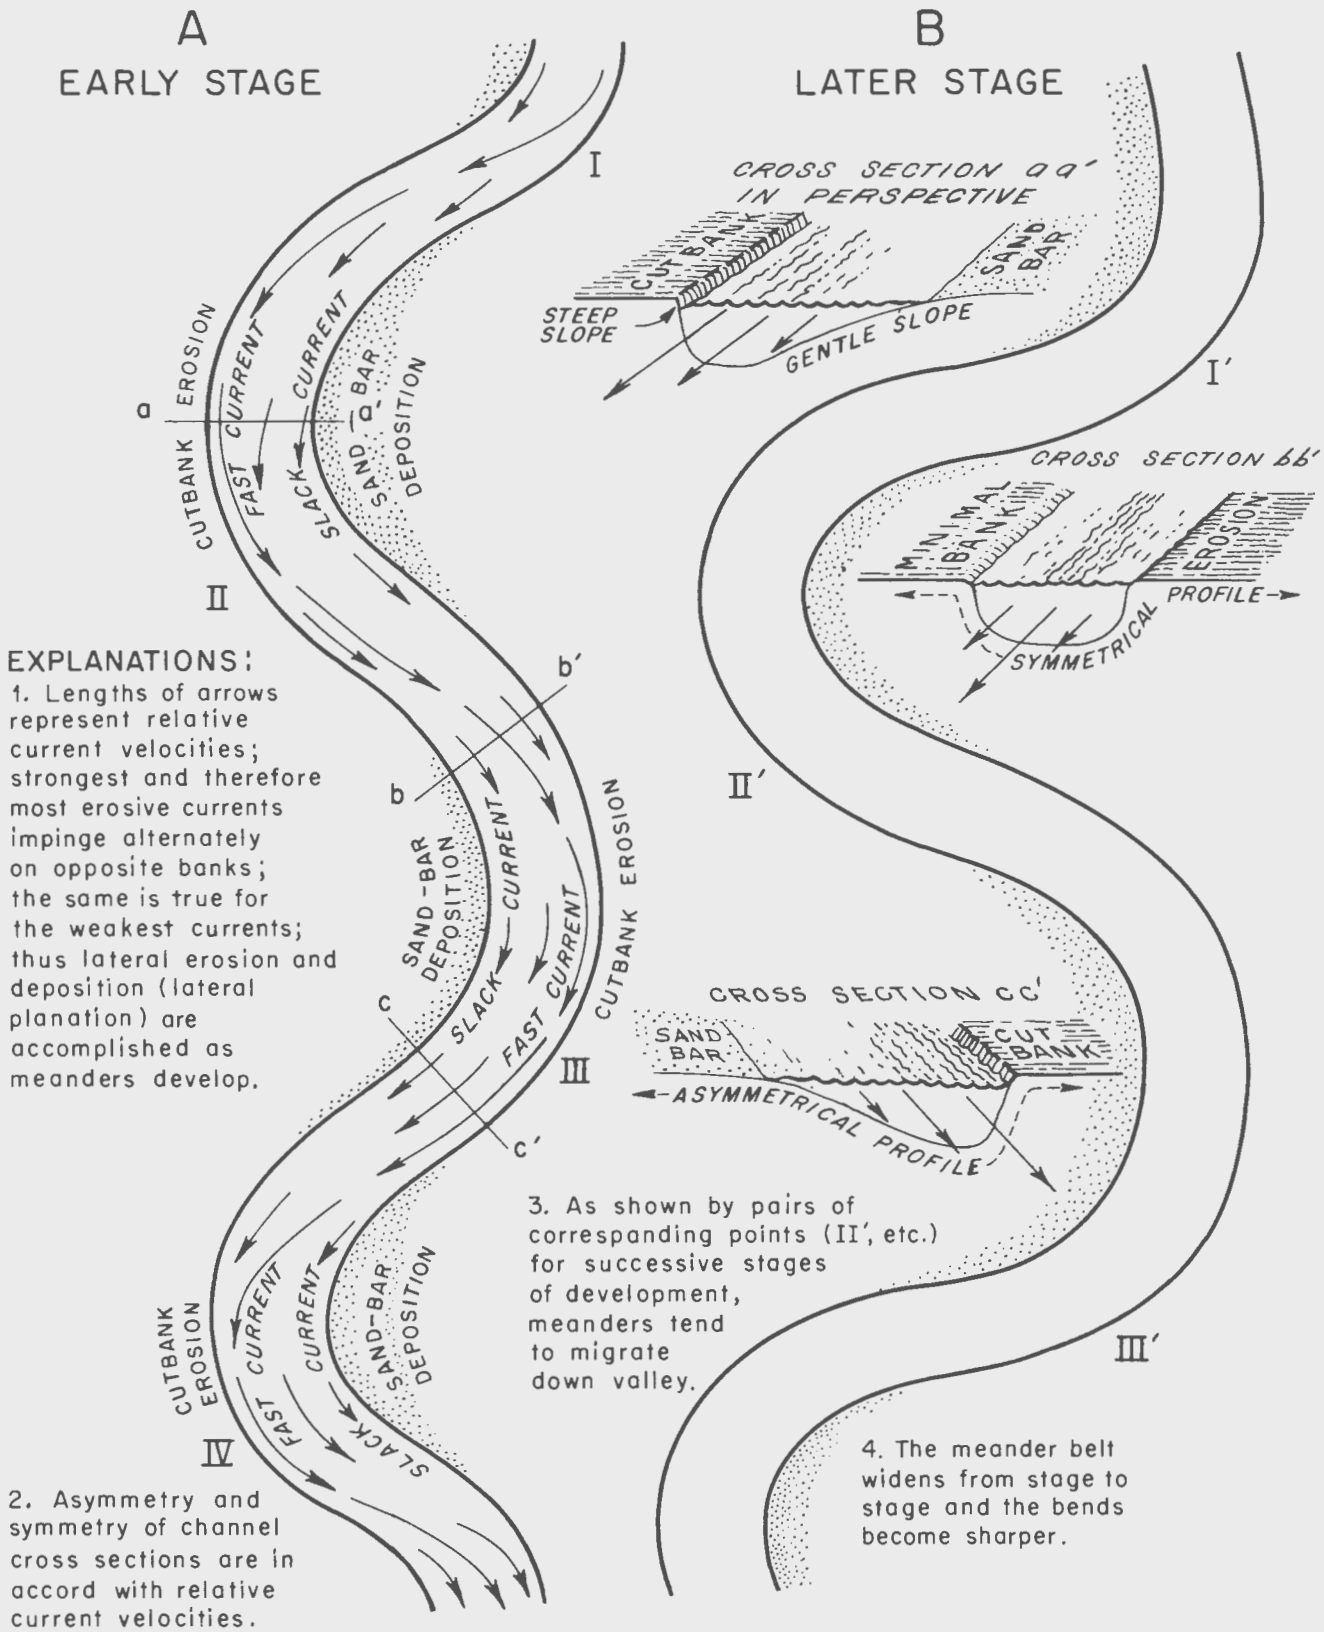 A
EARLY STAGE
I
CUTBANK EROSION
FAST CURRENT
SLACK CURRENT
SAND-BAR
DEPOSITION
a
a'
CUTBANK EROSION
II
EXPLANATIONS:
1. Lengths of arrows
represent relative
current velocities;
strongest and therefore
most erosive currents
impinge alternately
on opposite banks;
the same is true for
the weakest currents;
thus lateral erosion and
deposition (lateral
planation) are
accomplished as
meanders develop.
b'
b
SAND-BAR
DEPOSITION
SLACK CURRENT
FAST CURRENT
CUTBANK EROSION
c
c'
III
CUTBANK
EROSION
FAST CURRENT
SLACK CURRENT
SAND-BAR
DEPOSITION
IV
2. Asymmetry and
symmetry of channel
cross sections are in
accord with relative
current velocities.
B
LATER STAGE
CROSS SECTION aa'
IN PERSPECTIVE
CUT BANK
SAND
BAR
STEEP
SLOPE
GENTLE SLOPE
I'
CROSS SECTION bb'
MINIMAL
BANK
EROSION
SYMMETRICAL PROFILE
II'
CROSS SECTION cc'
SAND
BAR
CUT
BANK
ASYMMETRICAL PROFILE
3. As shown by pairs of
corresponding points (II', etc.)
for successive stages
of development,
meanders tend
to migrate
down valley.
III'
4. The meander belt
widens from stage to
stage and the bends
become sharper.